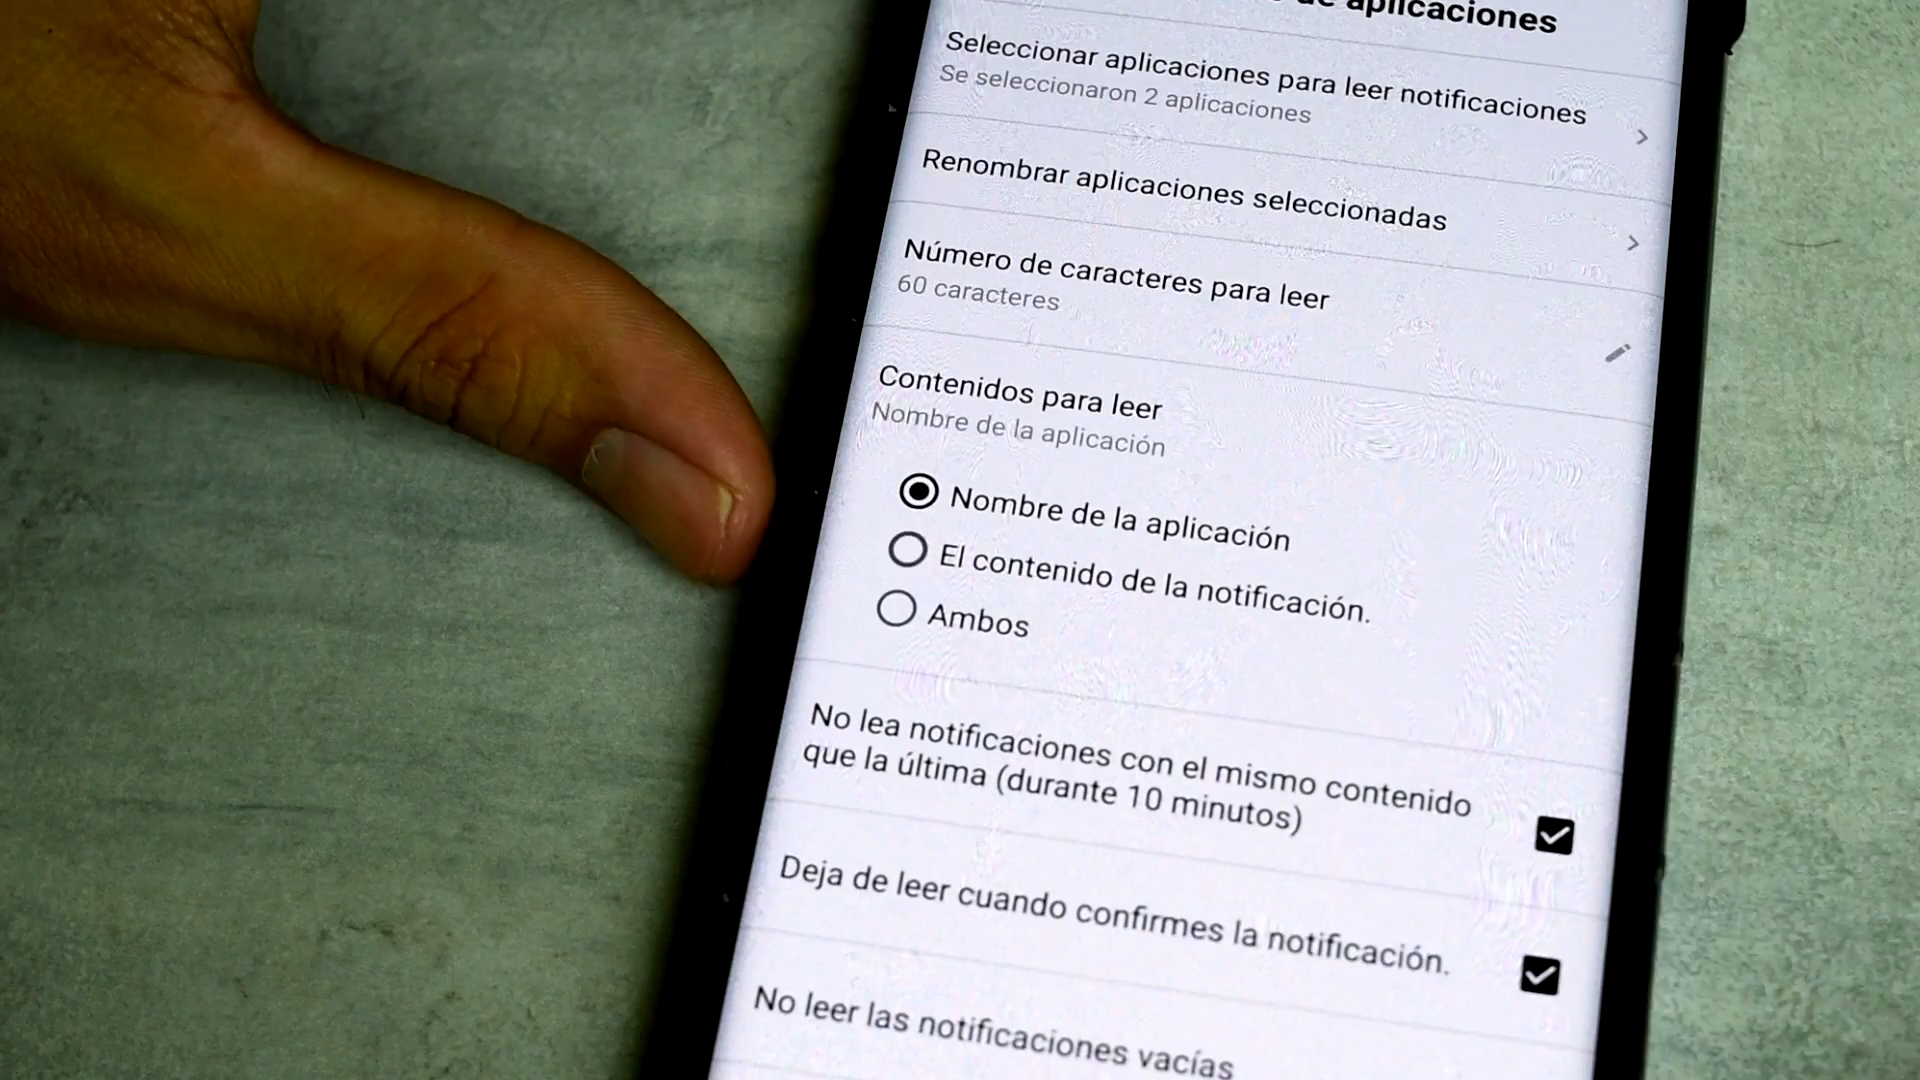 de aplicaciones
Seleccionar aplicaciones para leer notificaciones
Se seleccionaron 2 aplicaciones
Renombrar aplicaciones seleccionadas
Número de caracteres para leer
60 caracteres
Contenidos para leer
Nombre de la aplicación
Nombre de la aplicación
El contenido de la notificación.
Ambos
No lea notificaciones con el mismo contenido
que la última (durante 10 minutos)
Deja de leer cuando confirmes la notificación.
No leer las notificaciones vacías